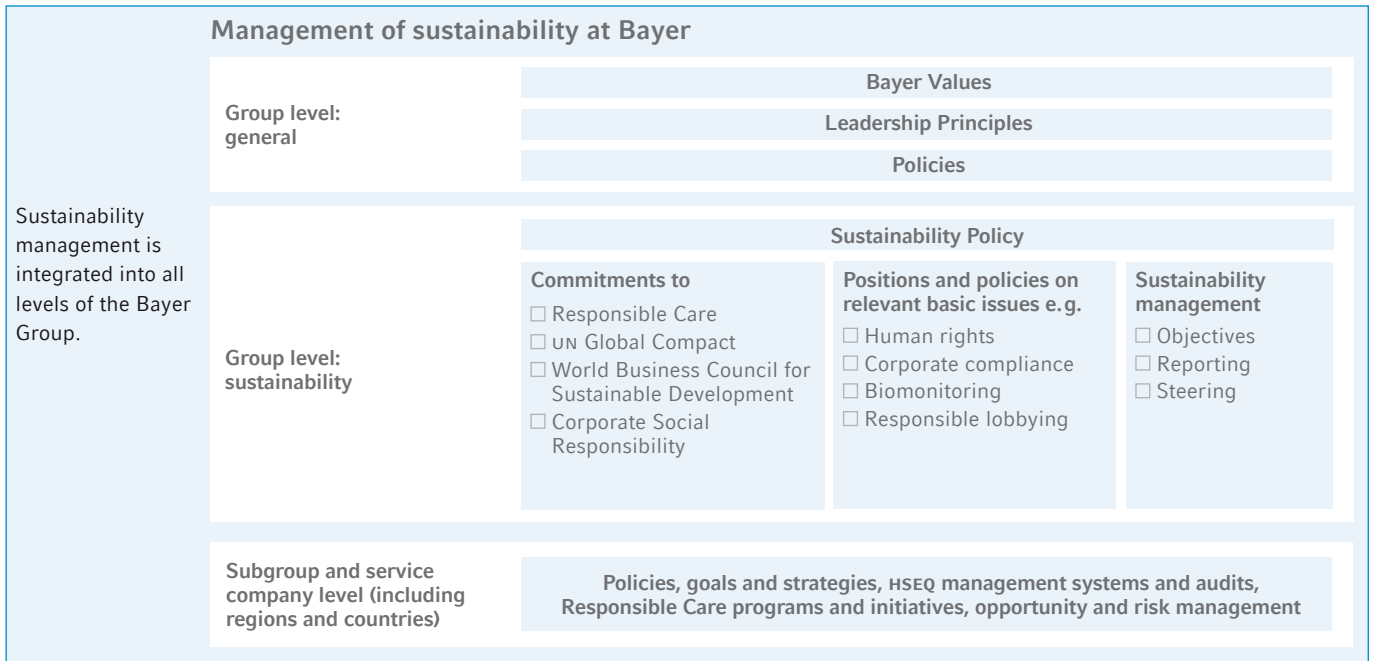 Management of sustainability at Bayer
Sustainability
management is
integrated into all
levels of the Bayer
Group.
Group level:
general
Bayer Values
Leadership Principles
Policies
Group level:
sustainability
Sustainability Policy
Commitments to
☐ Responsible Care
☐ UN Global Compact
☐ World Business Council for
Sustainable Development
☐ Corporate Social
Responsibility
Positions and policies on
relevant basic issues e.g.
☐ Human rights
☐ Corporate compliance
☐ Biomonitoring
☐ Responsible lobbying
Sustainability
management
☐ Objectives
☐ Reporting
☐ Steering
Subgroup and service
company level (including
regions and countries)
Policies, goals and strategies, HSEQ management systems and audits,
Responsible Care programs and initiatives, opportunity and risk management